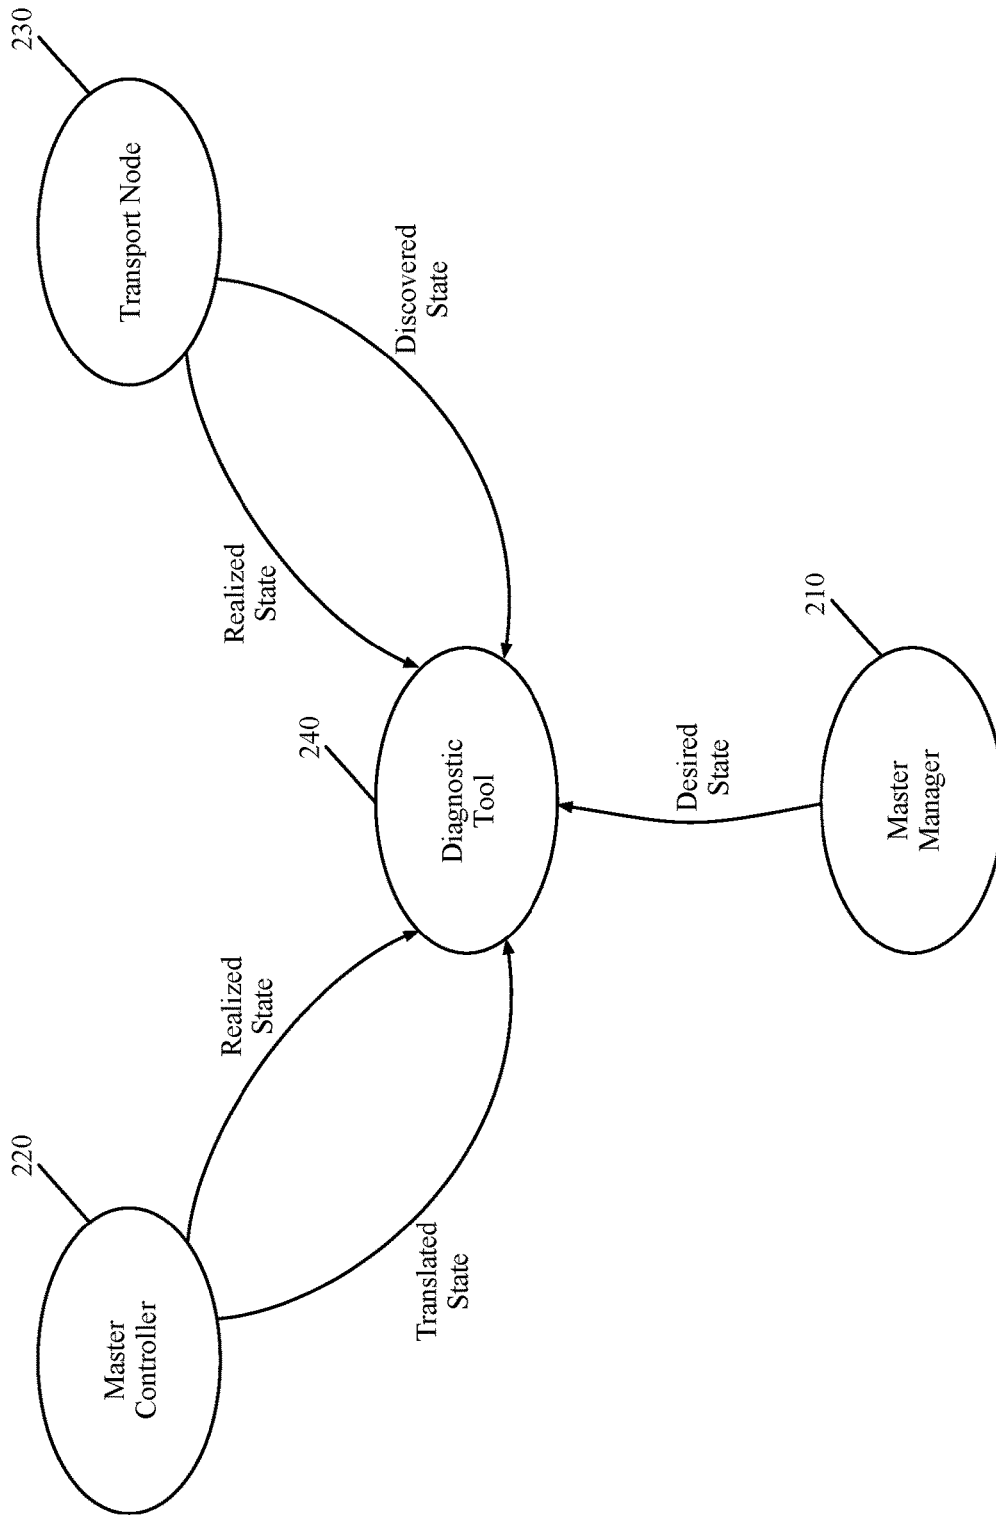 220
Master
Controller
Realized
State
Translated
State
240
Diagnostic
Tool
Desired
State
210
Master
Manager
Realized
State
Discovered
State
230
Transport Node